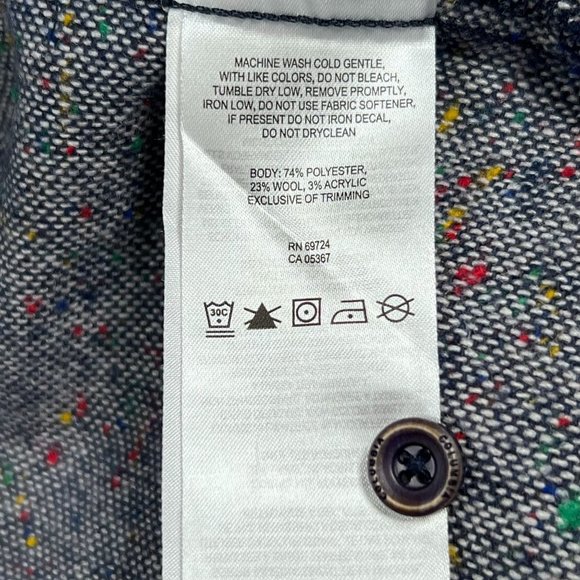 MACHINE WASH COLD GENTLE,
WITH LIKE COLORS, DO NOT BLEACH,
TUMBLE DRY LOW, REMOVE PROMPTLY,
IRON LOW, DO NOT USE FABRIC SOFTENER,
IF PRESENT DO NOT IRON DECAL,
DO NOT DRYCLEAN
BODY: 74% POLYESTER,
23% WOOL, 3% ACRYLIC
EXCLUSIVE OF TRIMMING
RN 69724
CA 05367
30C
COLUMBIA COLUMBIA